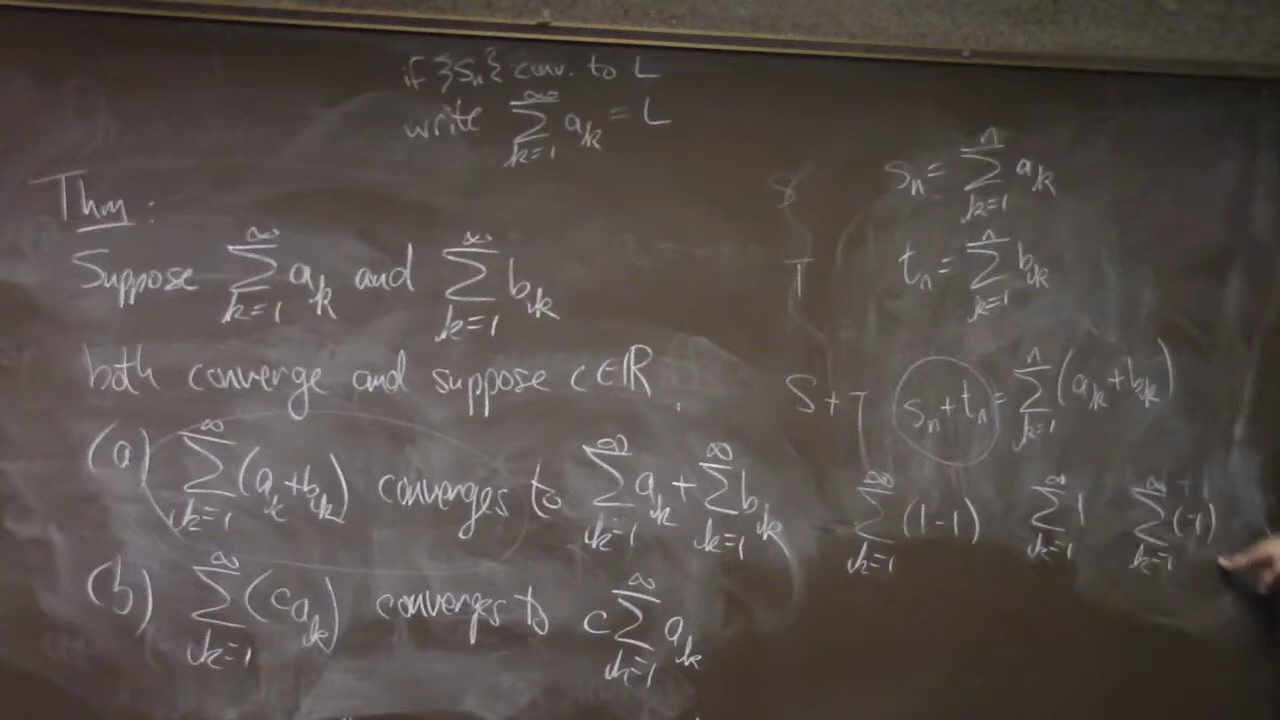 if {Sₙ} conv. to L
write ∑_{k=1}^{∞} a_k = L
Thm:
Suppose ∑_{k=1}^{∞} a_k and ∑_{k=1}^{∞} b_k
both converge and suppose c∈ℝ.
(a) ∑_{k=1}^{∞} (a_k+b_k) converges to ∑_{k=1}^{∞} a_k + ∑_{k=1}^{∞} b_k
(b) ∑_{k=1}^{∞} (ca_k) converges to c∑_{k=1}^{∞} a_k
S
sₙ = ∑_{k=1}^{n} a_k
T
tₙ = ∑_{k=1}^{n} b_k
S+T
sₙ+tₙ = ∑_{k=1}^{n} (a_k+b_k)
∑_{k=1}^{∞} (1-1) ∑_{k=1}^{∞} 1 ∑_{k=1}^{∞} (-1)